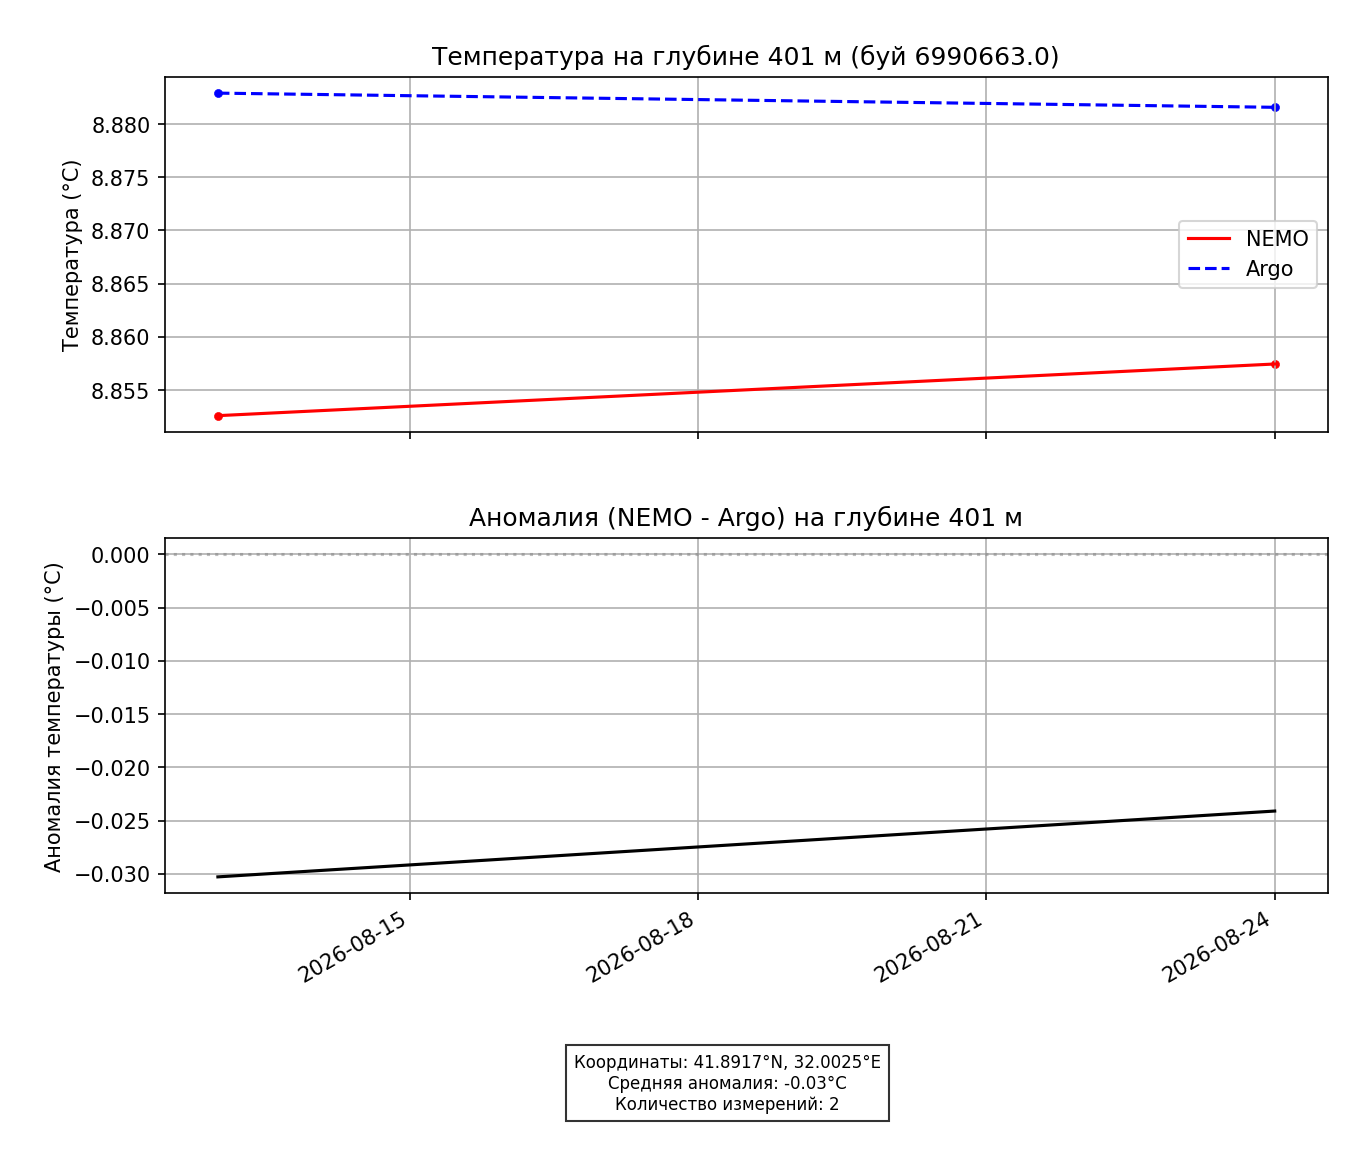 Температура на глубине 401 м (буй 6990663.0)
Температура (°C)
8.880
8.875
8.870
8.865
8.860
8.855
NEMO
Argo
Аномалия (NEMO - Argo) на глубине 401 м
Аномалия температуры (°C)
0.000
−0.005
−0.010
−0.015
−0.020
−0.025
−0.030
2026-08-15
2026-08-18
2026-08-21
2026-08-24
Координаты: 41.8917°N, 32.0025°E
Средняя аномалия: -0.03°C
Количество измерений: 2